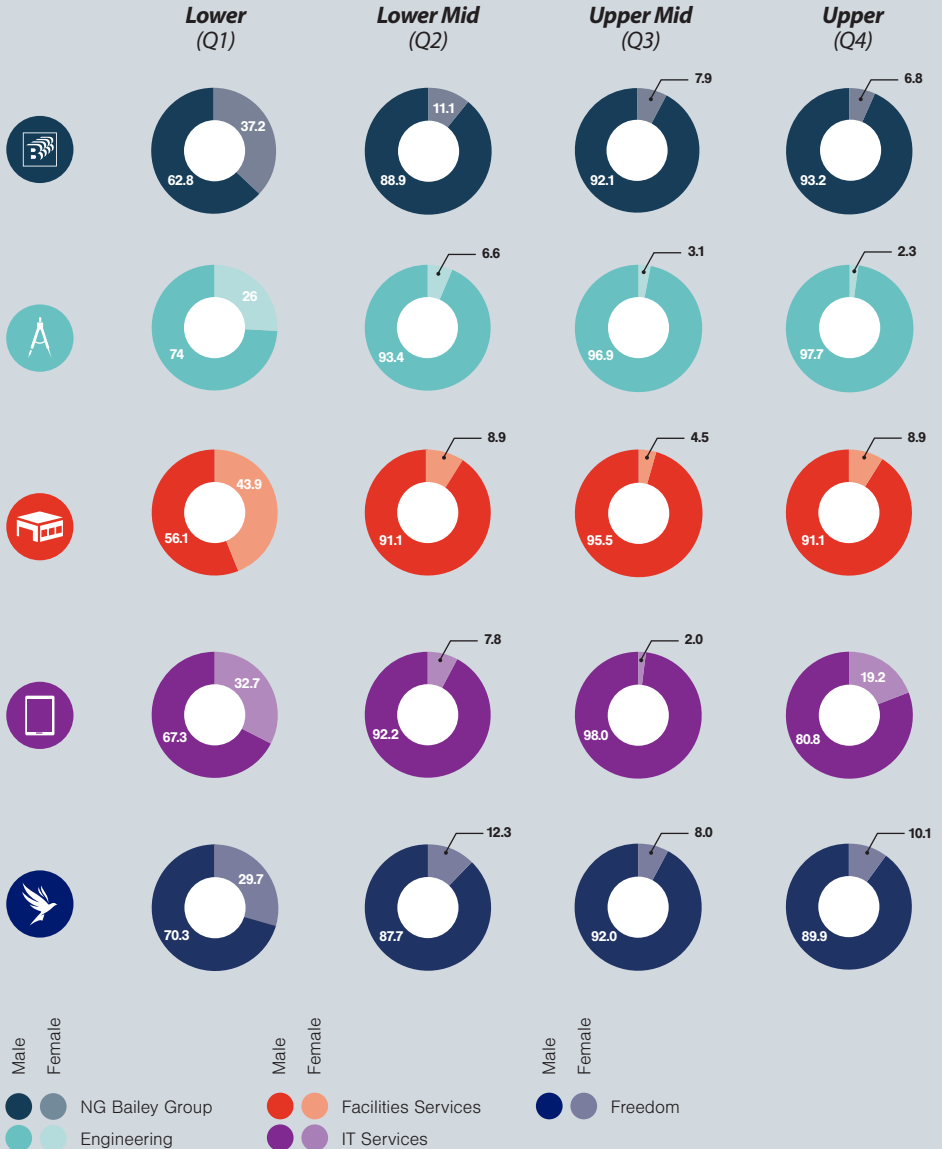 Lower
(Q1)
Lower Mid
(Q2)
Upper Mid
(Q3)
Upper
(Q4)
B
37.2
62.8
11.1
88.9
7.9
92.1
6.8
93.2
26
74
6.6
93.4
3.1
96.9
2.3
97.7
43.9
56.1
8.9
91.1
4.5
95.5
8.9
91.1
32.7
67.3
7.8
92.2
2.0
98.0
19.2
80.8
29.7
70.3
12.3
87.7
8.0
92.0
10.1
89.9
Male
Female
Male
Female
Male
Female
NG Bailey Group
Facilities Services
Freedom
Engineering
IT Services